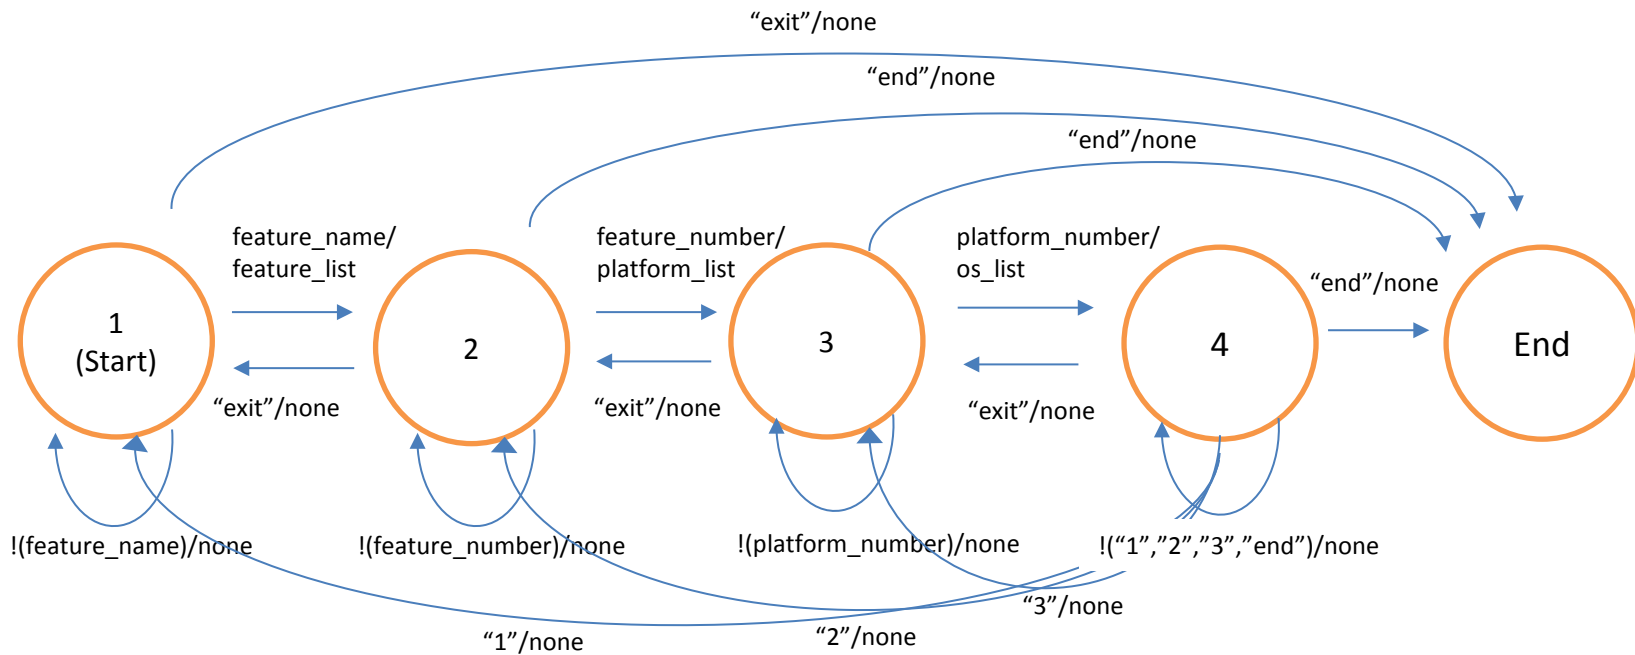 “exit”/none
“end”/none
“end”/none
feature_name/
feature_list
feature_number/
platform_list
platform_number/
os_list
“end”/none
1
(Start)
2
3
4
End
“exit”/none
“exit”/none
“exit”/none
!(feature_name)/none
!(feature_number)/none
!(platform_number)/none
!(“1”,”2”,”3”,”end”)/none
“3”/none
“1”/none
“2”/none